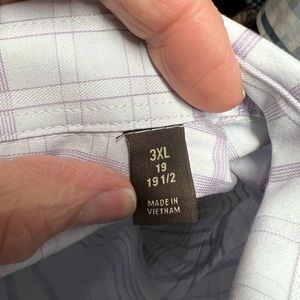 3XL
19
19 1/2
MADE IN
VIETNAM